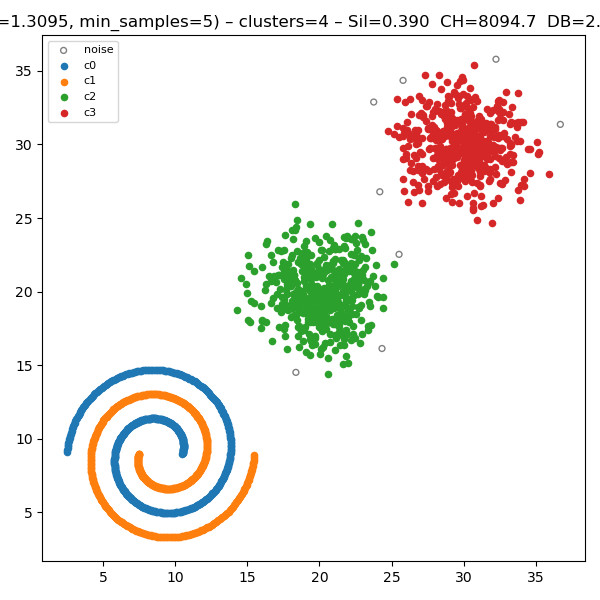 =1.3095, min_samples=5) – clusters=4 – Sil=0.390 CH=8094.7 DB=2.
noise
c0
c1
c2
c3
35
30
25
20
15
10
5
5 10 15 20 25 30 35